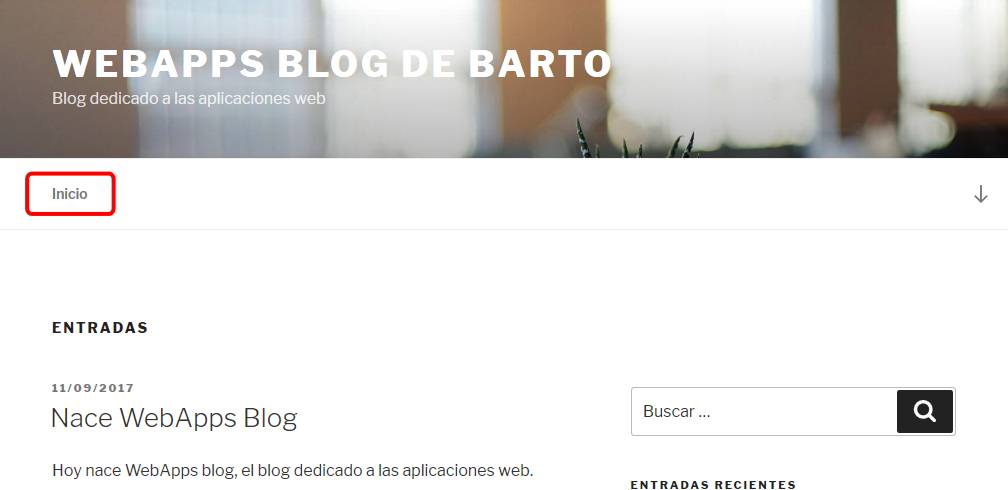 WEBAPPS BLOG DE BARTO
Blog dedicado a las aplicaciones web
Inicio
ENTRADAS
11/09/2017
Nace WebApps Blog
Hoy nace WebApps blog, el blog dedicado a las aplicaciones web.
Buscar ...
ENTRADAS RECIENTES